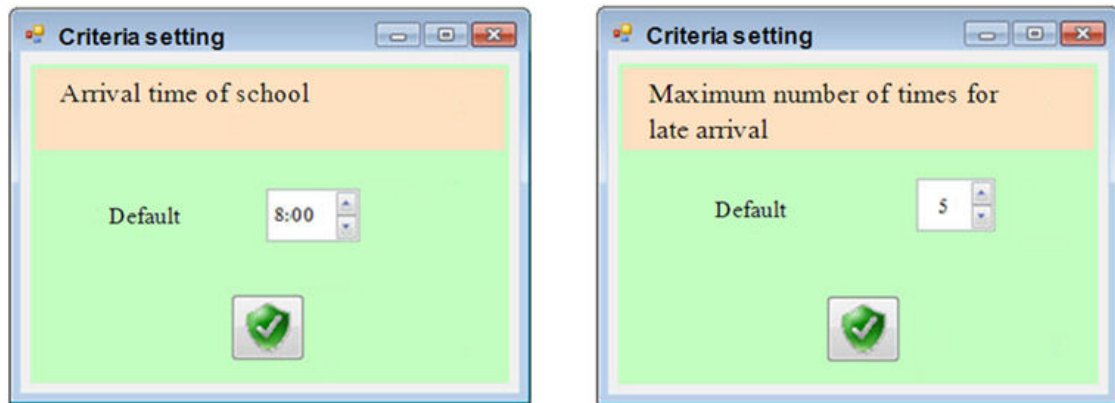 Criteria setting
Arrival time of school
Default
8:00
Criteria setting
Maximum number of times for
late arrival
Default
5